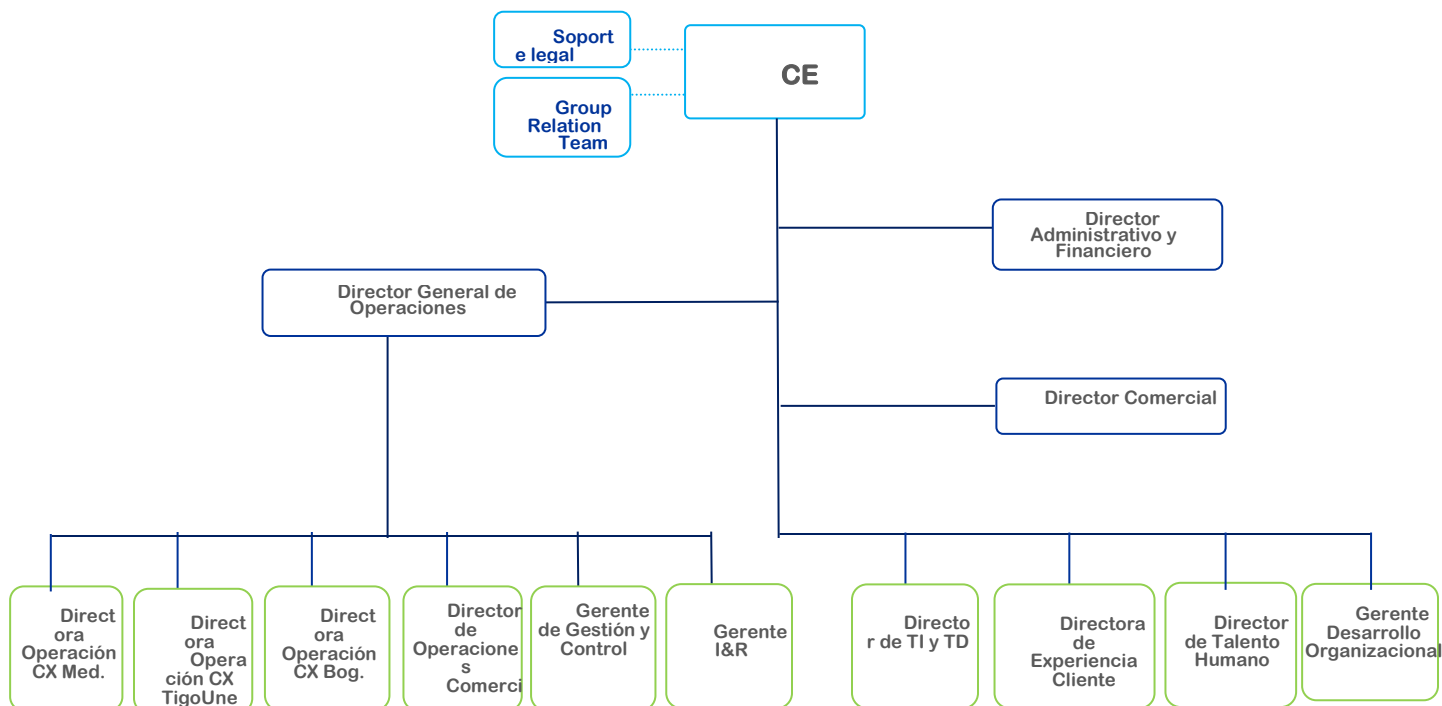 Soport
e legal
CE
Group
Relation
Team
Director
Administrativo y
Financiero
Director General de
Operaciones
Director Comercial
Direct
ora
Operación
CX Med.
Direct
ora
Opera
ción CX
TigoUne
Direct
ora
Operación
CX Bog.
Director
de
Operacione
s
Comerci
Gerente
de Gestión y
Control
Gerente
I&R
Directo
r de TI y TD
Directora
de
Experiencia
Cliente
Director
de Talento
Humano
Gerente
Desarrollo
Organizacional